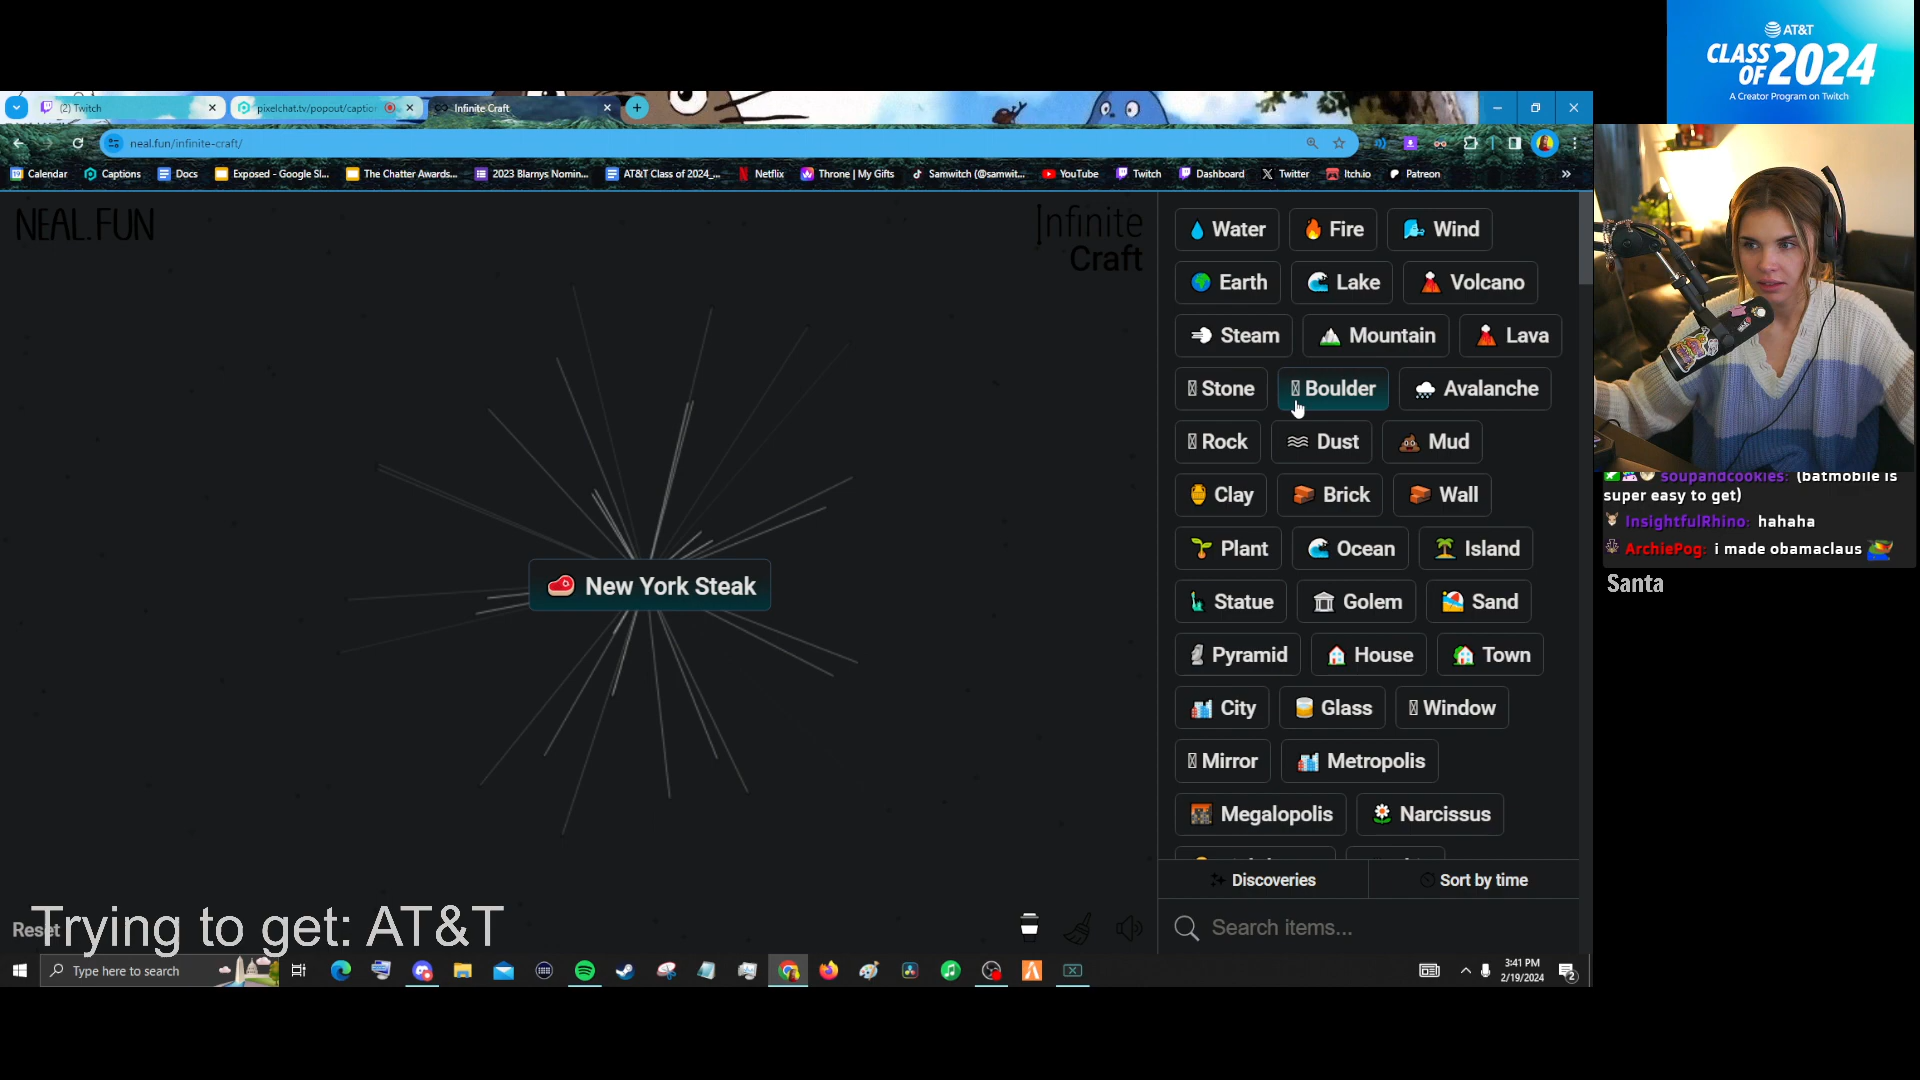 AT&T
CLASS
OF 2024
A Creator Program on Twitch
(2) Twitch
pixelchat.tv/popout/captio
Infinite Craft
neal.fun/infinite-craft/
Calendar
Captions
Docs
Exposed - Google Sl...
The Chatter Awards...
2023 Blarnys Nomin...
AT&T Class of 2024_...
Netflix
Throne | My Gifts
Samwitch (@samwit...
YouTube
Twitch
Dashboard
Twitter
Itch.io
Patreon
NEAL.FUN
Infinite
Craft
Water Fire Wind
Earth Lake Volcano
Steam Mountain Lava
Stone Boulder Avalanche
Rock Dust Mud
Clay Brick Wall
Plant Ocean Island
Statue Golem Sand
Pyramid House Town
City Glass Window
Mirror Metropolis
Megalopolis Narcissus
New York Steak
Discoveries Sort by time
Search items...
Reset
Trying to get: AT&T
soupandcookies: (batmobile is
super easy to get)
InsightfulRhino: hahaha
ArchiePog: i made obamaclaus
Santa
Type here to search
3:41 PM
2/19/2024
2